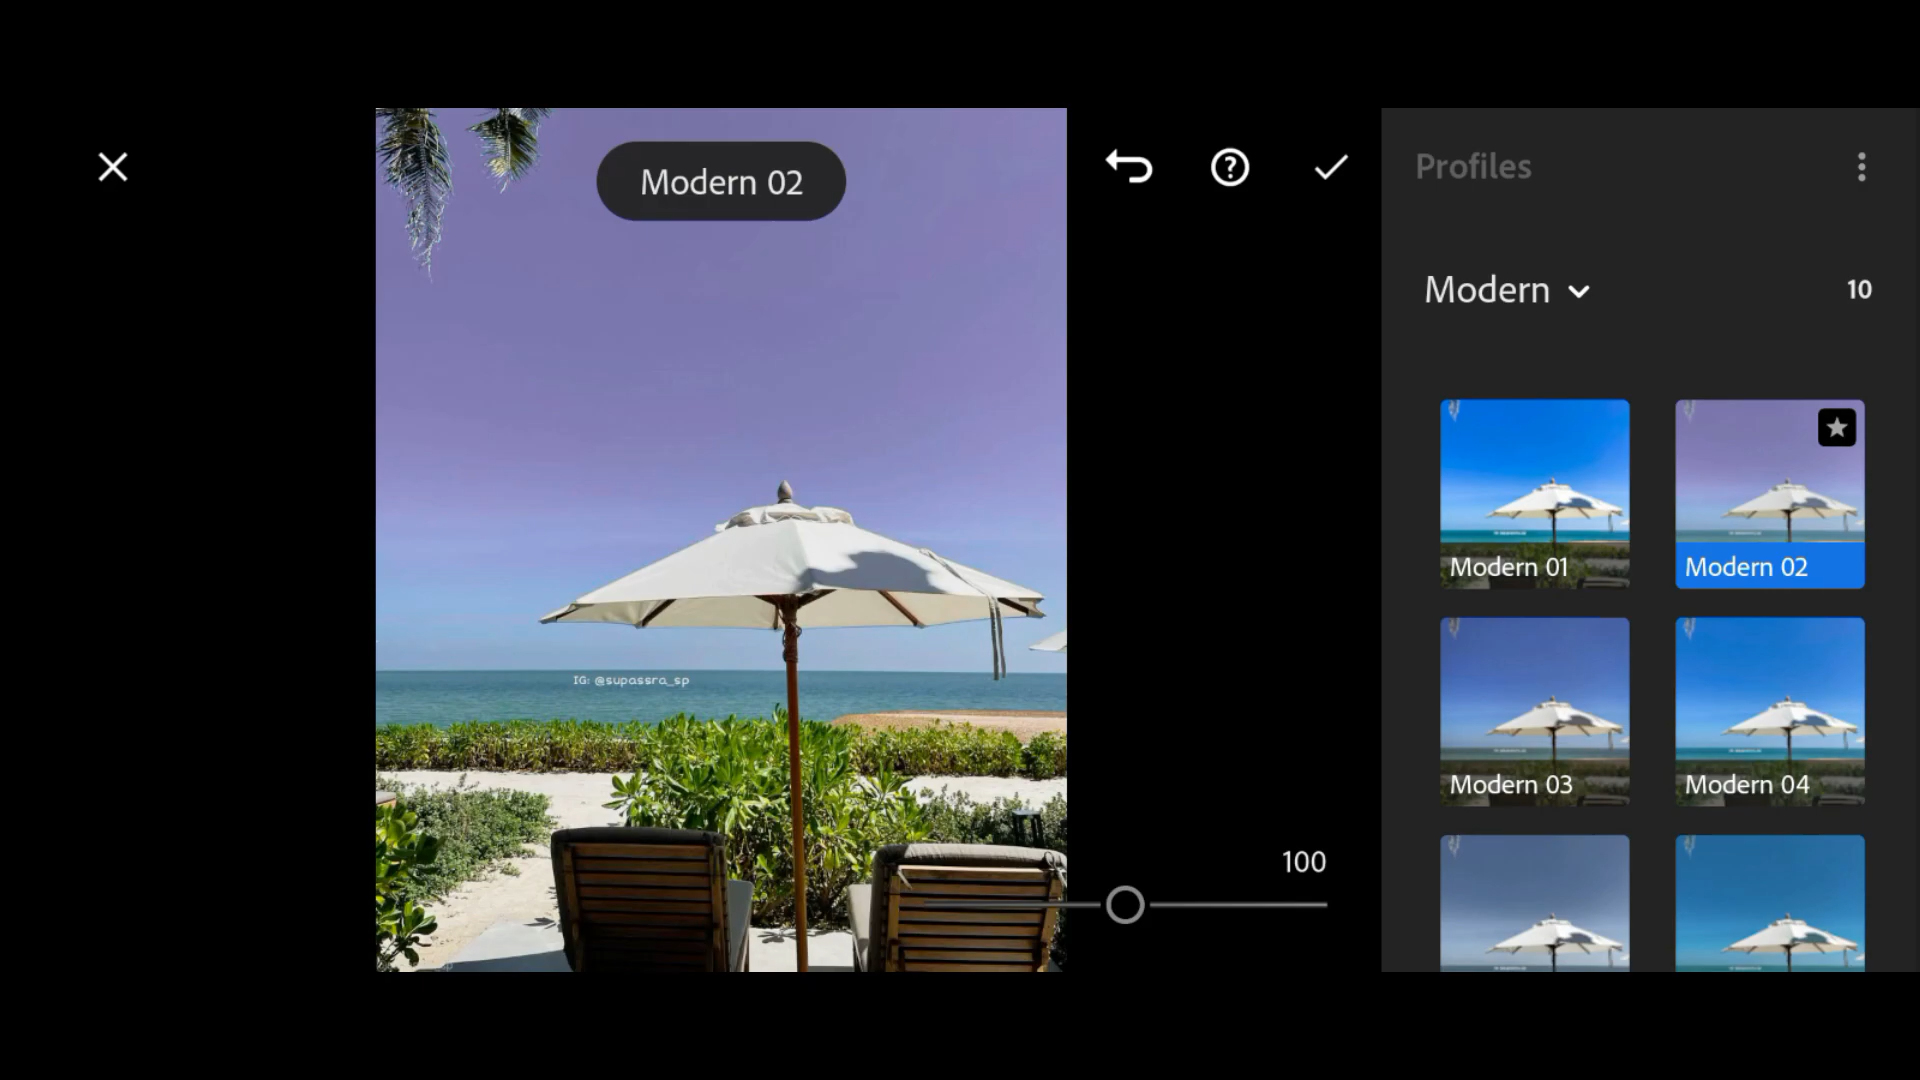 Modern 02
Profiles
Modern
10
Modern 01
Modern 02
Modern 03
Modern 04
100
IG: @supassra_sp